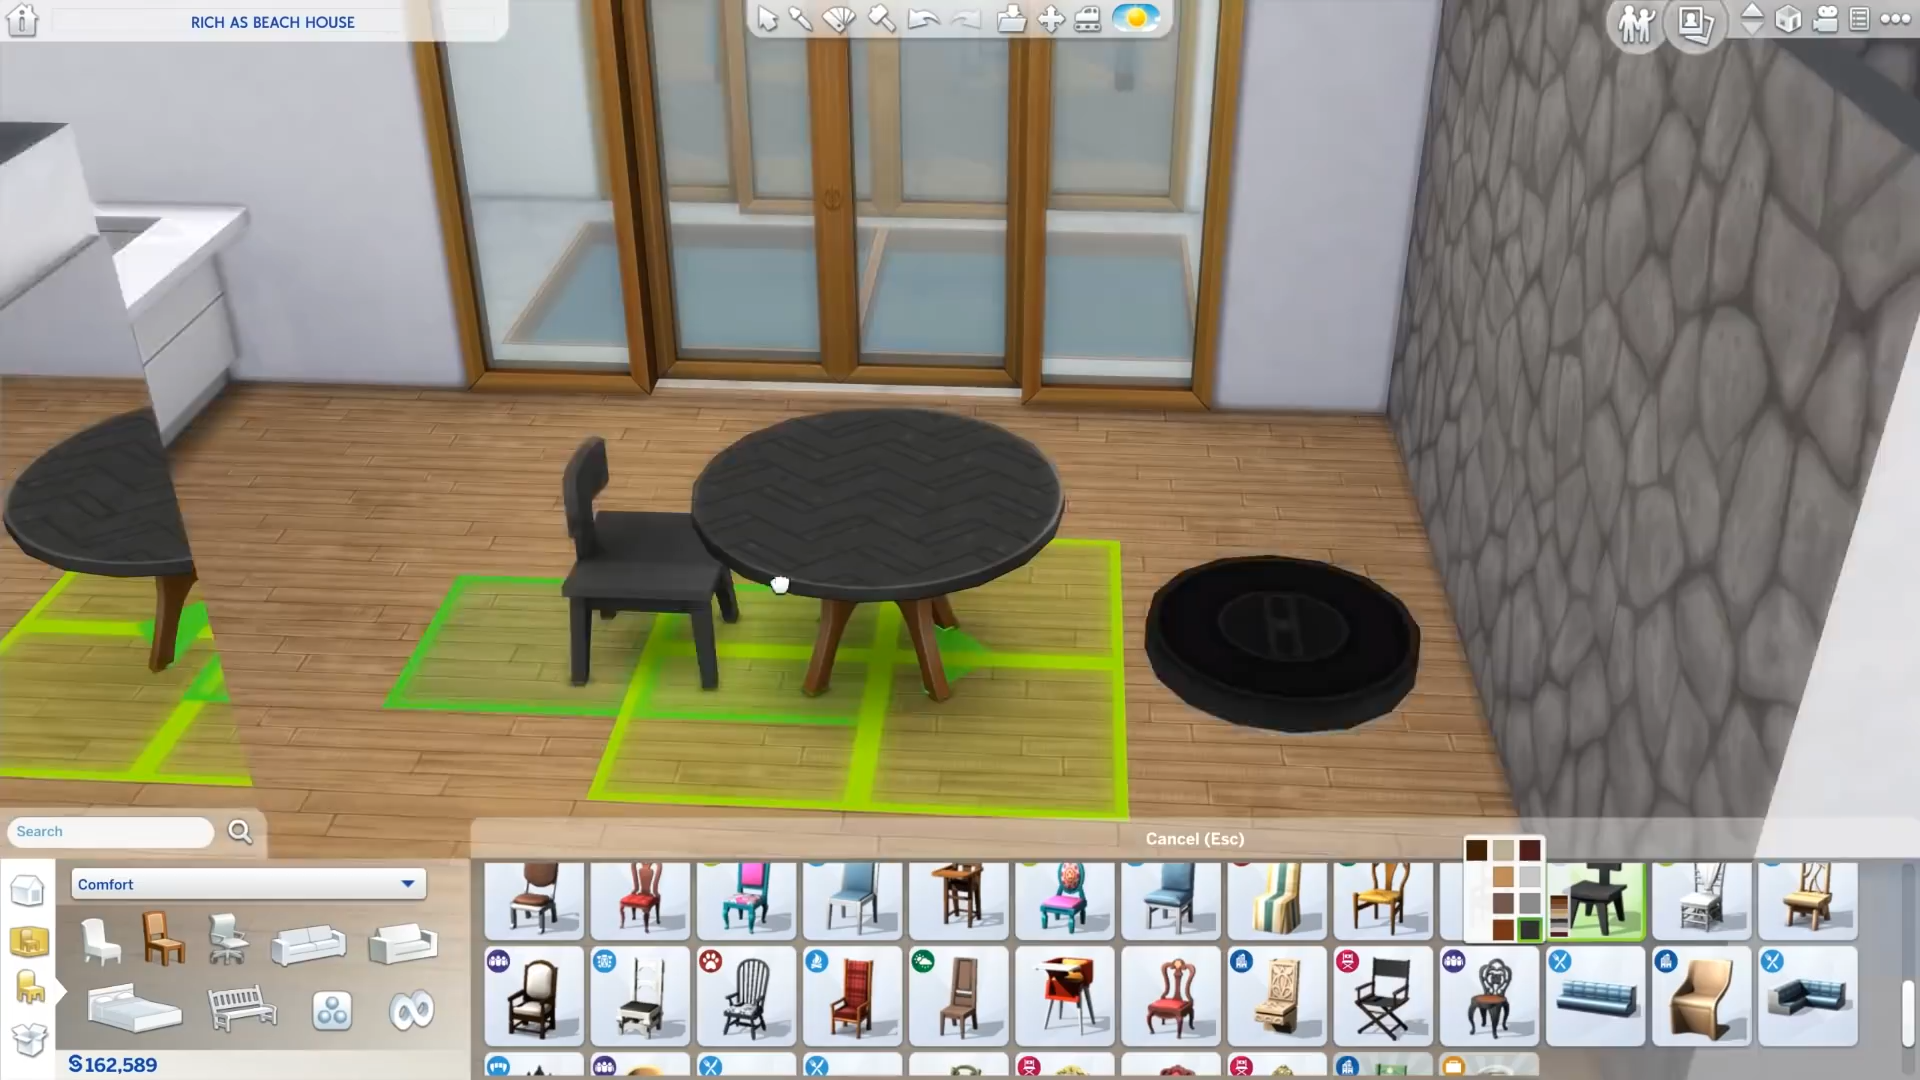 RICH AS BEACH HOUSE
Search
Cancel (Esc)
Comfort
§162,589